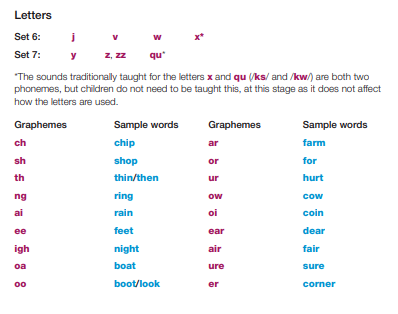 Letters
Set 6: j v w x*
Set 7: y z, zz qu*
*The sounds traditionally taught for the letters x and qu (/ks/ and /kw/) are both two
phonemes, but children do not need to be taught this, at this stage as it does not affect
how the letters are used.
Graphemes Sample words Graphemes Sample words
ch chip ar farm
sh shop or for
th thin/then ur hurt
ng ring ow cow
ai rain oi coin
ee feet ear dear
igh night air fair
oa boat ure sure
oo boot/look er corner